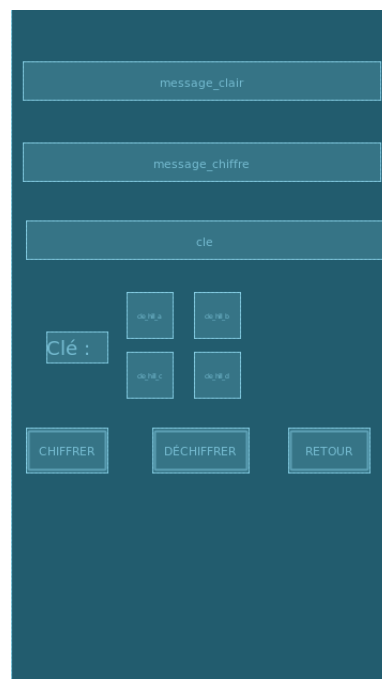 message_clair
message_chiffre
cle
cle_hill_a cle_hill_b
Clé :
cle_hill_c cle_hill_d
CHIFFRER DÉCHIFFRER RETOUR